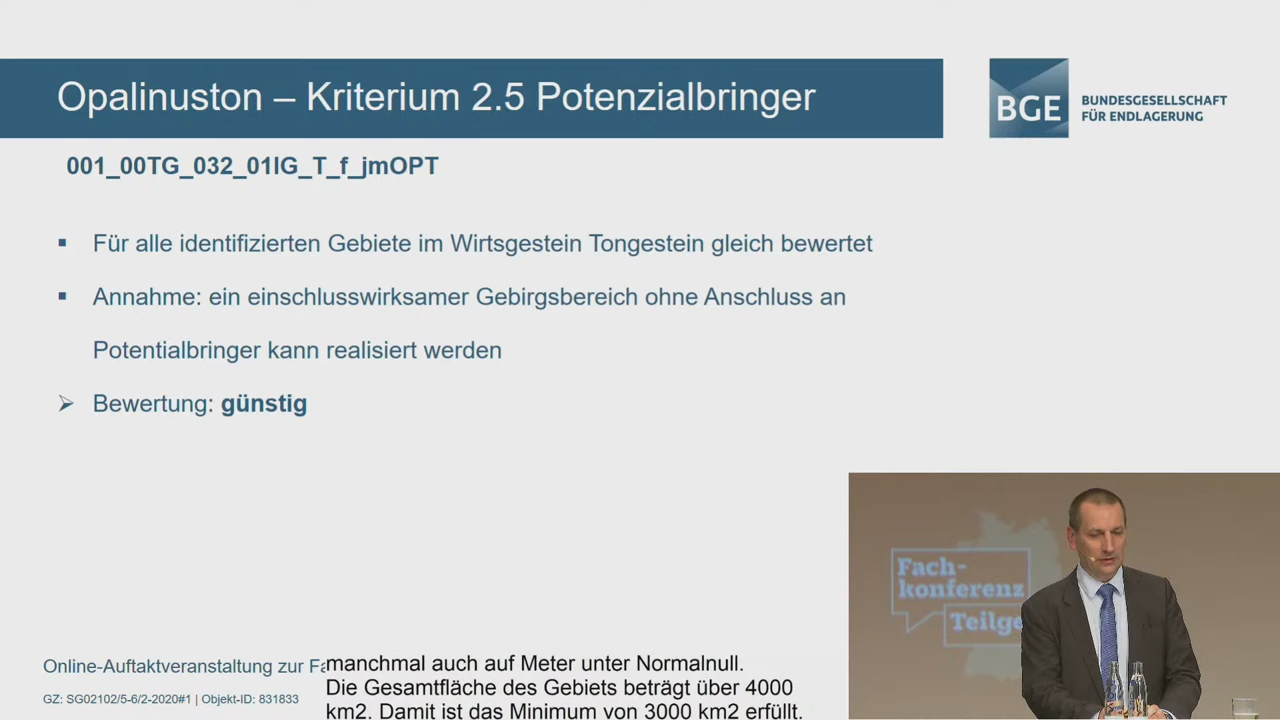 Opalinuston – Kriterium 2.5 Potenzialbringer
BGE
BUNDESGESELLSCHAFT
FÜR ENDLAGERUNG
001_00TG_032_01IG_T_f_jmOPT
Für alle identifizierten Gebiete im Wirtsgestein Tongestein gleich bewertet
Annahme: ein einschlusswirksamer Gebirgsbereich ohne Anschluss an
Potentialbringer kann realisiert werden
Bewertung: günstig
Fach-
konferenz
Teilge
Online-Auftaktveranstaltung zur Fa
GZ: SG02102/5-6/2-2020#1 | Objekt-ID: 831833
manchmal auch auf Meter unter Normalnull.
Die Gesamtfläche des Gebiets beträgt über 4000
km2. Damit ist das Minimum von 3000 km2 erfüllt.